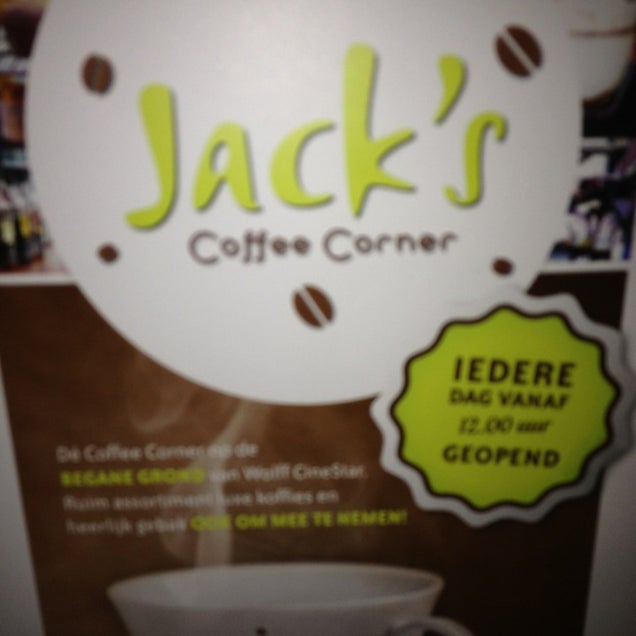 Jack's
Coffee Corner
IEDERE
DAG VANAF
12.00 uur
GEOPEND
Dé Coffee Corner op de
BEGANE GROND van Wolff CineStar.
Ruim assortiment luxe koffies en
heerlijk gebak OOK OM MEE TE NEMEN!